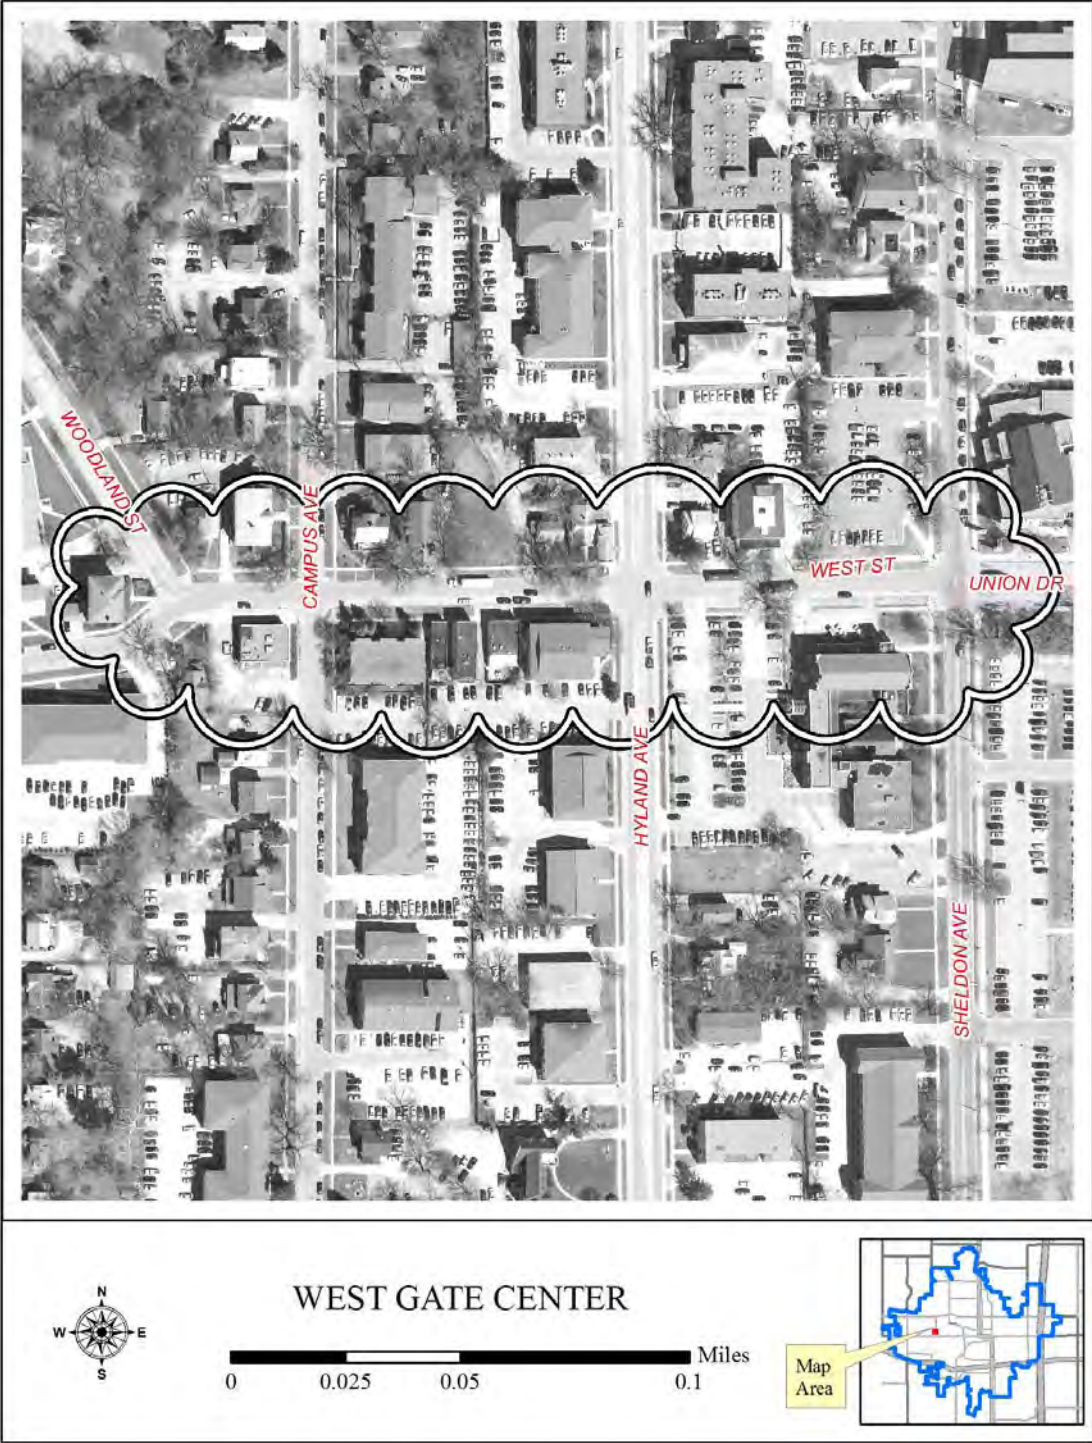 WOODLAND ST
CAMPUS AVE
WEST ST
UNION DR
HYLAND AVE
SHELDON AVE
N
W E
S
WEST GATE CENTER
Miles
0 0.025 0.05 0.1
Map
Area